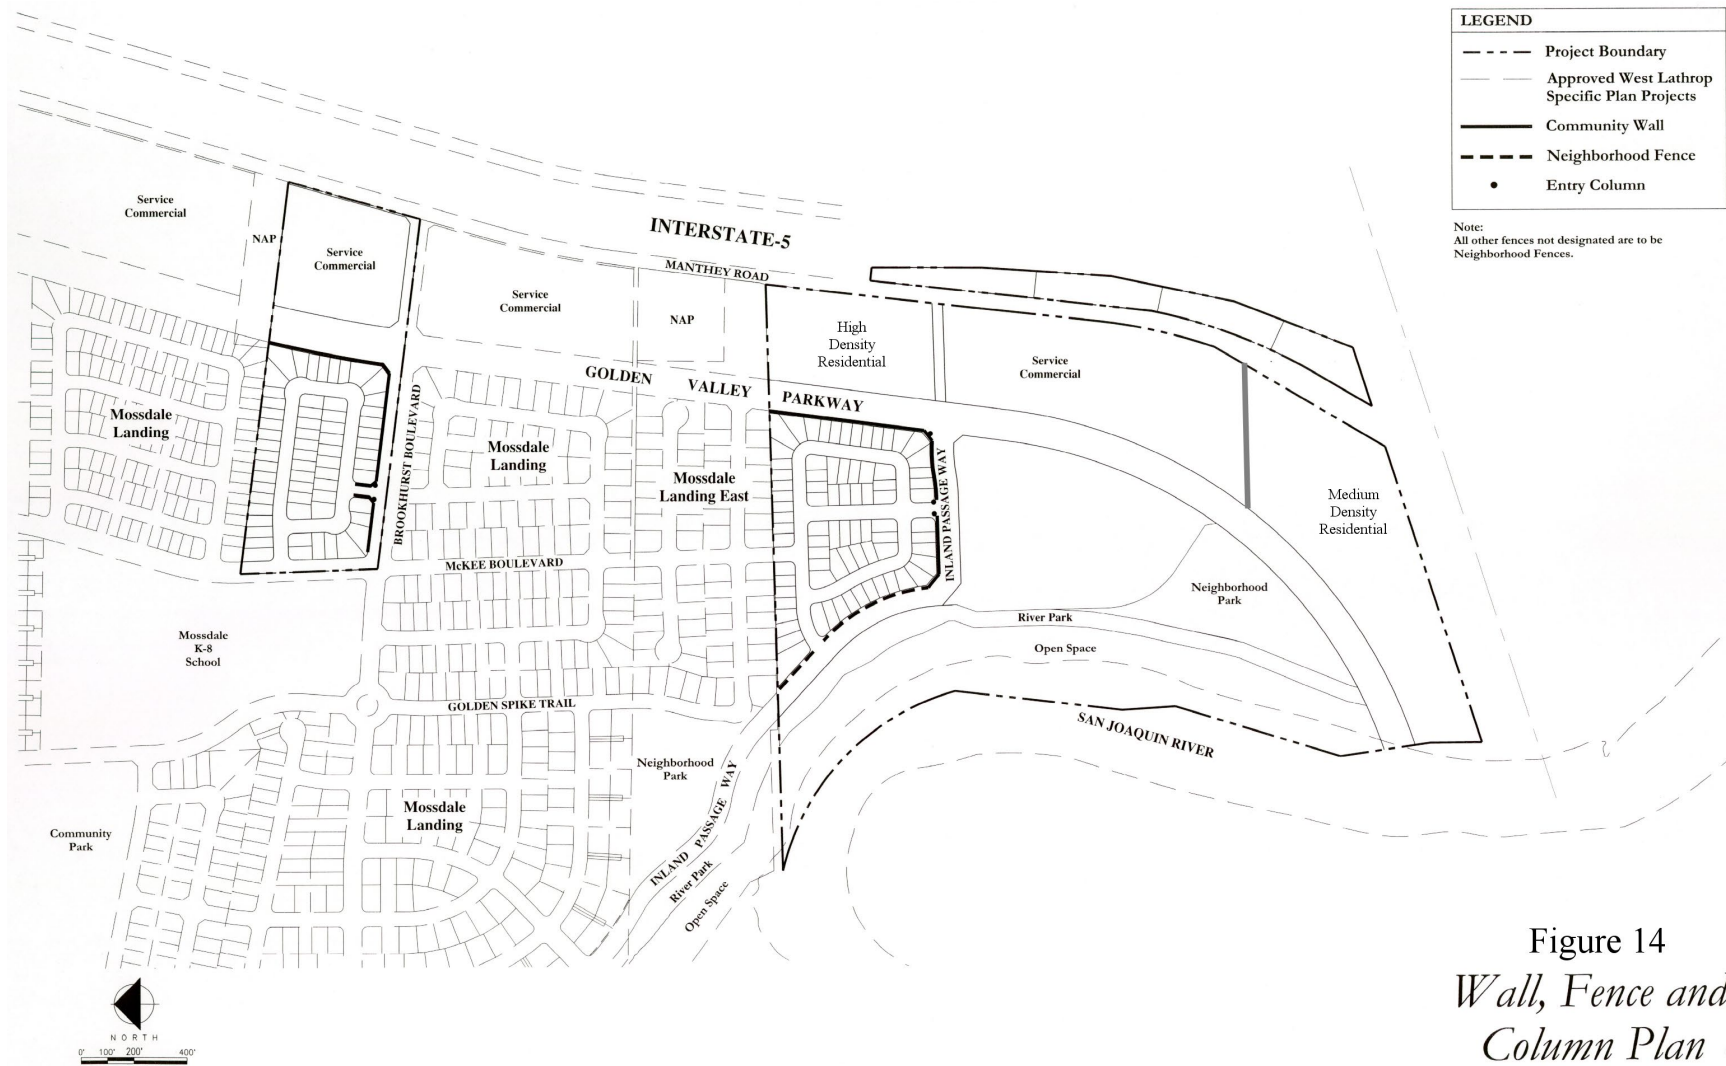 LEGEND
Project Boundary
Approved West Lathrop
Specific Plan Projects
Community Wall
Neighborhood Fence
Entry Column
Note:
All other fences not designated are to be
Neighborhood Fences.
Service
Commercial
NAP
Service
Commercial
INTERSTATE-5
MANTHEY ROAD
Service
Commercial
NAP
High
Density
Residential
Service
Commercial
GOLDEN VALLEY PARKWAY
Mossdale
Landing
BROOKHURST BOULEVARD
Mossdale
Landing
Mossdale
Landing East
INLAND PASSAGE WAY
Medium
Density
Residential
McKEE BOULEVARD
Neighborhood
Park
River Park
Open Space
Mossdale
K-8
School
GOLDEN SPIKE TRAIL
SAN JOAQUIN RIVER
Neighborhood
Park
Mossdale
Landing
Community
Park
INLAND PASSAGE WAY
River Park
Open Space
NORTH
0' 100' 200' 400'
Figure 14
Wall, Fence and
Column Plan